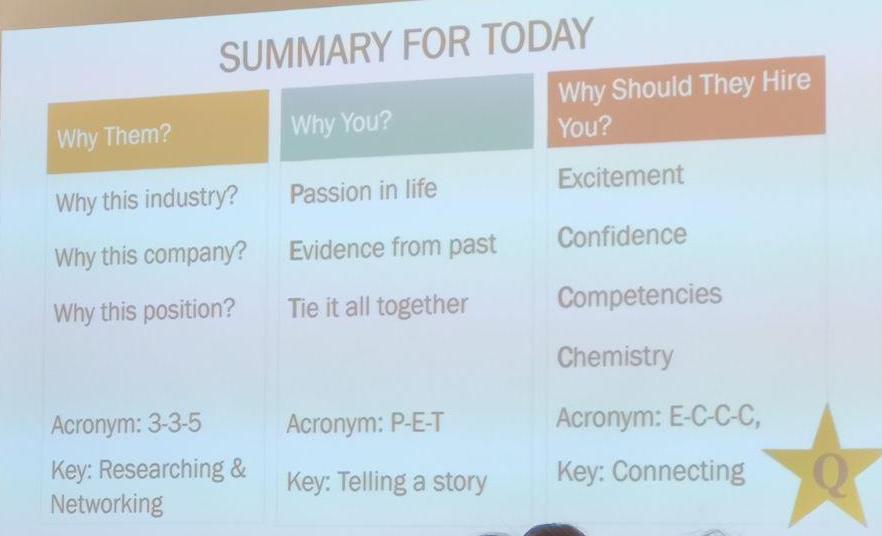 SUMMARY FOR TODAY
Why Them?
Why this industry?
Why this company?
Why this position?
Acronym: 3-3-5
Key: Researching &
Networking
Why You?
Passion in life
Evidence from past
Tie it all together
Acronym: P-E-T
Key: Telling a story
Why Should They Hire
You?
Excitement
Confidence
Competencies
Chemistry
Acronym: E-C-C-C,
Key: Connecting
Q